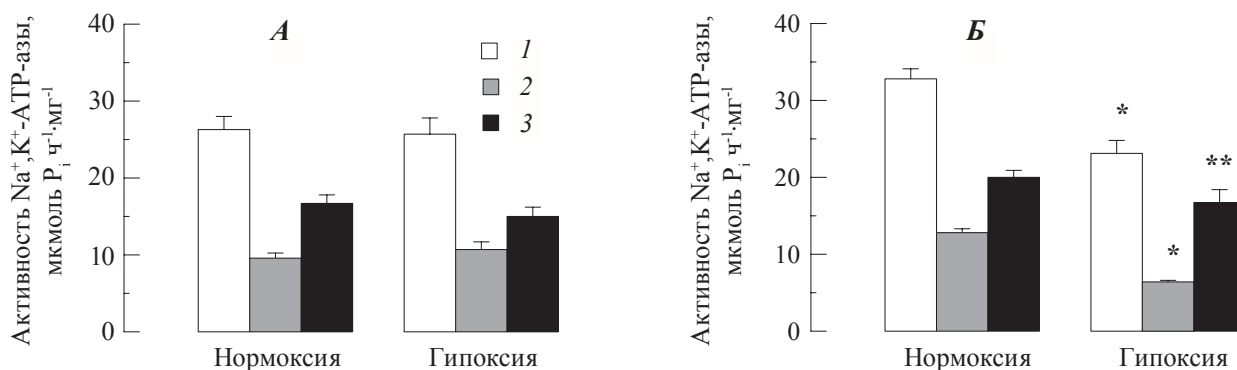 Активность Na⁺,K⁺-АТР-азы,
мкмоль Pᵢ ч⁻¹·мг⁻¹
40
30
20
10
0
А
1
2
3
Нормоксия
Гипоксия
Активность Na⁺,K⁺-АТР-азы,
мкмоль Pᵢ ч⁻¹·мг⁻¹
40
30
20
10
0
Б
*
*
**
Нормоксия
Гипоксия